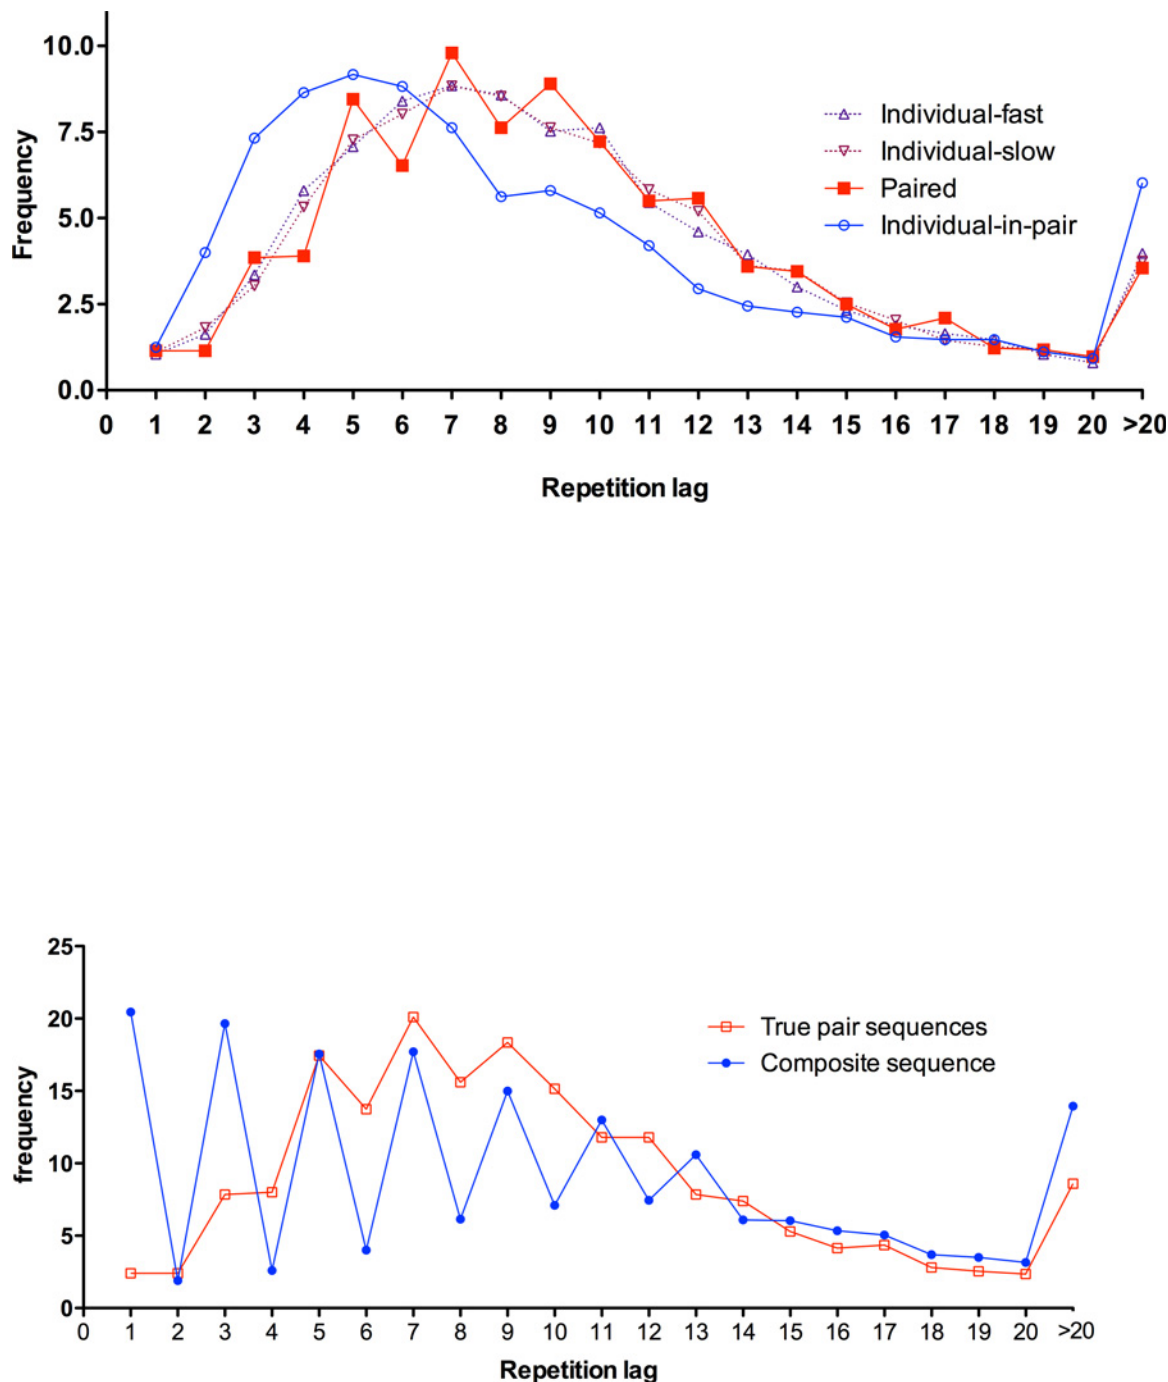 10.0
7.5
5.0
2.5
0.0
Frequency
Individual-fast
Individual-slow
Paired
Individual-in-pair
0 1 2 3 4 5 6 7 8 9 10 11 12 13 14 15 16 17 18 19 20 >20
Repetition lag
25
20
15
10
5
0
frequency
True pair sequences
Composite sequence
0 1 2 3 4 5 6 7 8 9 10 11 12 13 14 15 16 17 18 19 20 >20
Repetition lag